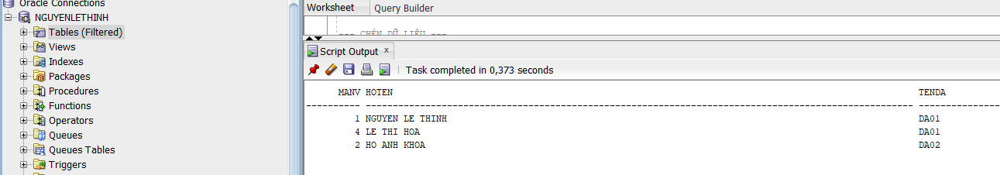 Oracle Connections
NGUYENLETHINH
Tables (Filtered)
Views
Indexes
Packages
Procedures
Functions
Operators
Queues
Queues Tables
Triggers
Worksheet Query Builder
--- CHÈN DỮ LIỆU ---
Script Output x
Task completed in 0,373 seconds
MANV HOTEN TENDA
1 NGUYEN LE THINH DA01
4 LE THI HOA DA01
2 HO ANH KHOA DA02